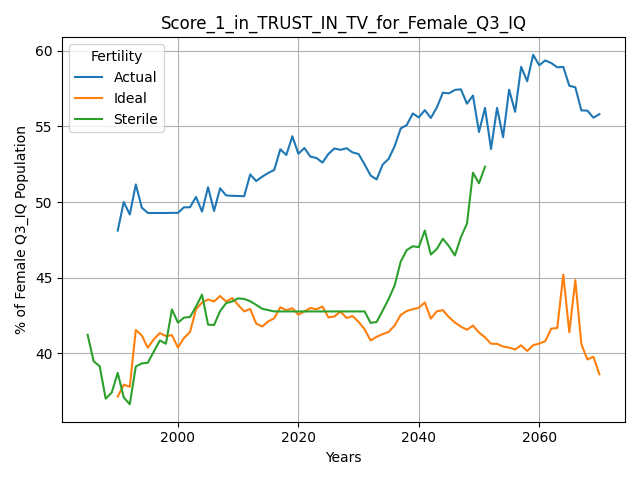 Score_1_in_TRUST_IN_TV_for_Female_Q3_IQ
Fertility
Actual
Ideal
Sterile
% of Female Q3_IQ Population
60
55
50
45
40
2000
2020
2040
2060
Years